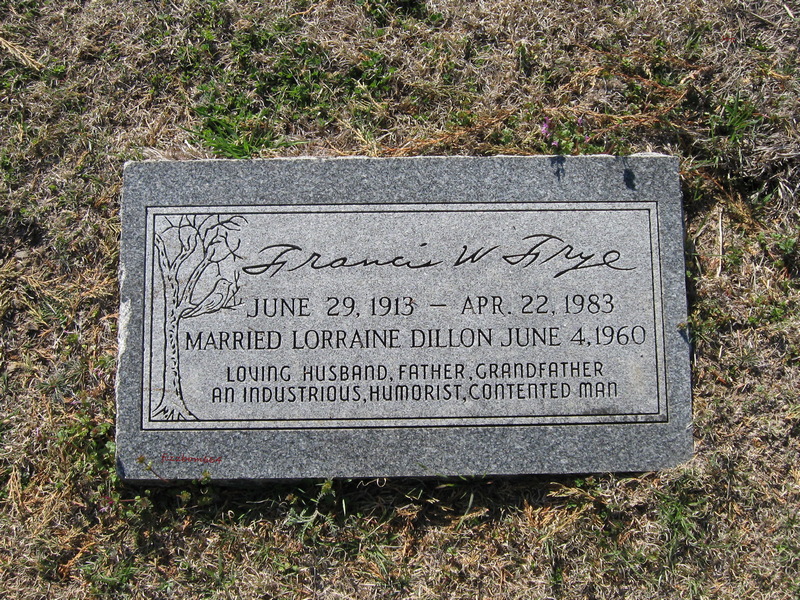 Francis W Frye
JUNE 29, 1913 — APR. 22, 1983
MARRIED LORRAINE DILLON JUNE 4, 1960
LOVING HUSBAND, FATHER, GRANDFATHER
AN INDUSTRIOUS, HUMORIST, CONTENTED MAN